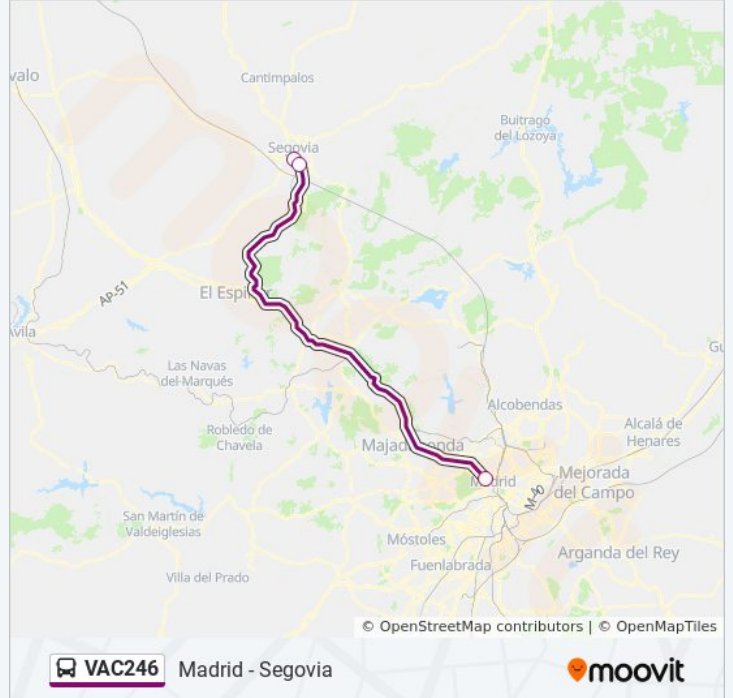 valo
Cantimpalos
Buitrago
del Lozoya
Segovia
AP-51
El Espinar
vila
Gu
Las Navas
del Marqués
Alcobendas
Robledo de
Chavela
Alcalá de
Henares
Majadahonda
Madrid
Mejorada
del Campo
M-40
San Martín de
Valdeiglesias
Móstoles
Arganda del Rey
Fuenlabrada
Villa del Prado
© OpenStreetMap contributors | © OpenMapTiles
VAC246 Madrid - Segovia
moovit